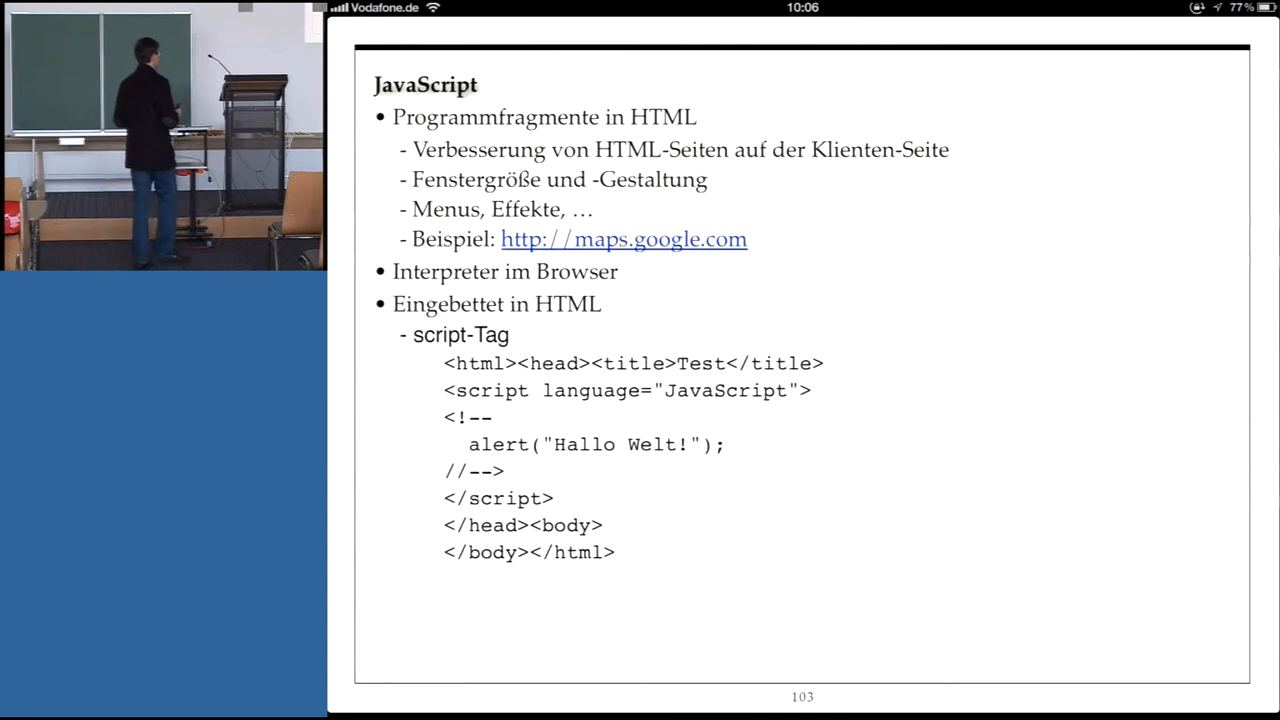 Vodafone.de
10:06
77%
JavaScript
• Programmfragmente in HTML
- Verbesserung von HTML-Seiten auf der Klienten-Seite
- Fenstergröße und -Gestaltung
- Menus, Effekte, …
- Beispiel: http://maps.google.com
• Interpreter im Browser
• Eingebettet in HTML
- script-Tag
<html><head><title>Test</title>
<script language="JavaScript">
<!--
alert("Hallo Welt!");
//-->
</script>
</head><body>
</body></html>
103